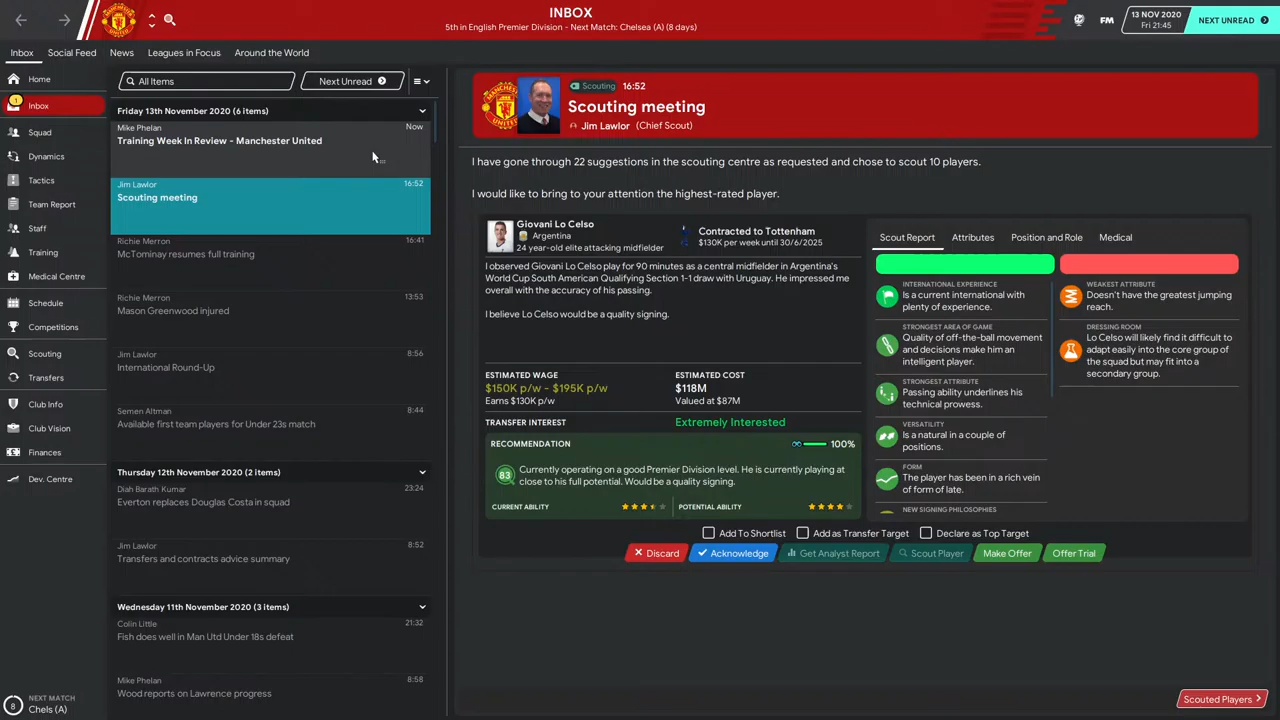 INBOX
5th in English Premier Division - Next Match: Chelsea (A) (8 days)
FM
13 NOV 2020
Fri 21:45
NEXT UNREAD
Inbox
Social Feed
News
Leagues in Focus
Around the World
Home
1
Inbox
Squad
Dynamics
Tactics
Team Report
Staff
Training
Medical Centre
Schedule
Competitions
Scouting
Transfers
Club Info
Club Vision
Finances
Dev. Centre
8
NEXT MATCH
Chels (A)
All Items
Next Unread
Friday 13th November 2020 (6 items)
Mike Phelan
Now
Training Week In Review - Manchester United
Jim Lawlor
16:52
Scouting meeting
Richie Merron
16:41
McTominay resumes full training
Richie Merron
13:53
Mason Greenwood injured
Jim Lawlor
8:56
International Round-Up
Semen Altman
8:44
Available first team players for Under 23s match
Thursday 12th November 2020 (2 items)
Diah Barath Kumar
23:24
Everton replaces Douglas Costa in squad
Jim Lawlor
8:52
Transfers and contracts advice summary
Wednesday 11th November 2020 (3 items)
Colin Little
21:32
Fish does well in Man Utd Under 18s defeat
Mike Phelan
8:58
Wood reports on Lawrence progress
Scouting
16:52
Scouting meeting
Jim Lawlor (Chief Scout)
I have gone through 22 suggestions in the scouting centre as requested and chose to scout 10 players.
I would like to bring to your attention the highest-rated player.
Giovani Lo Celso
Argentina
24 year-old elite attacking midfielder
Contracted to Tottenham
$130K per week until 30/6/2025
I observed Giovani Lo Celso play for 90 minutes as a central midfielder in Argentina's
World Cup South American Qualifying Section 1-1 draw with Uruguay. He impressed me
overall with the accuracy of his passing.
I believe Lo Celso would be a quality signing.
ESTIMATED WAGE
$150K p/w - $195K p/w
Earns $130K p/w
ESTIMATED COST
$118M
Valued at $87M
TRANSFER INTEREST
Extremely Interested
RECOMMENDATION
100%
83
Currently operating on a good Premier Division level. He is currently playing at
close to his full potential. Would be a quality signing.
CURRENT ABILITY
POTENTIAL ABILITY
Scout Report
Attributes
Position and Role
Medical
INTERNATIONAL EXPERIENCE
Is a current international with
plenty of experience.
STRONGEST AREA OF GAME
Quality of off-the-ball movement
and decisions make him an
intelligent player.
STRONGEST ATTRIBUTE
Passing ability underlines his
technical prowess.
VERSATILITY
Is a natural in a couple of
positions.
FORM
The player has been in a rich vein
of form of late.
NEW SIGNING PHILOSOPHIES
WEAKEST ATTRIBUTE
Doesn't have the greatest jumping
reach.
DRESSING ROOM
Lo Celso will likely find it difficult to
adapt easily into the core group of
the squad but may fit into a
secondary group.
Add To Shortlist
Add as Transfer Target
Declare as Top Target
Discard
Acknowledge
Get Analyst Report
Scout Player
Make Offer
Offer Trial
Scouted Players